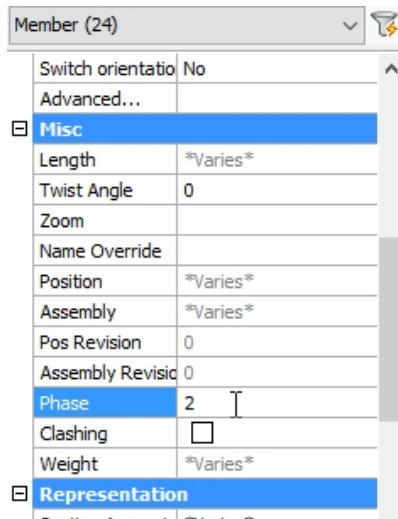 Member (24)
Switch orientatio No
Advanced...
Misc
Length *Varies*
Twist Angle 0
Zoom
Name Override
Position *Varies*
Assembly *Varies*
Pos Revision 0
Assembly Revisic 0
Phase 2
Clashing
Weight *Varies*
Representation